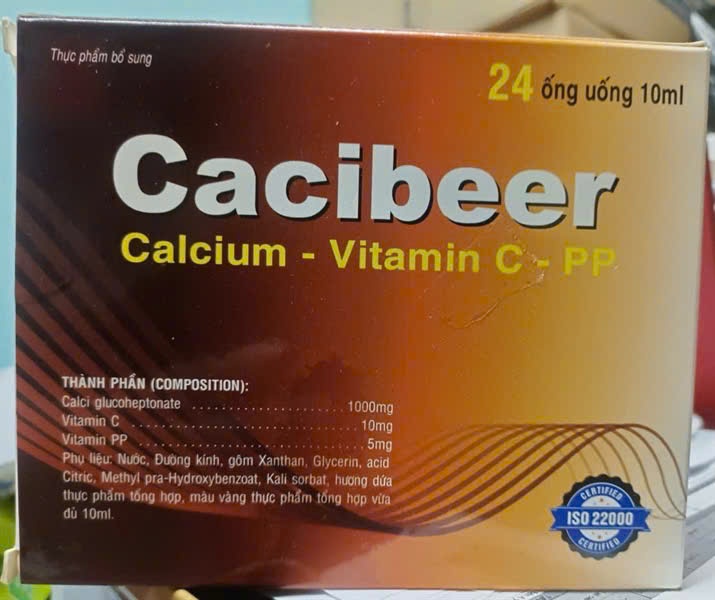 Thực phẩm bổ sung
24 ống uống 10ml
Cacibeer
Calcium - Vitamin C - PP
THÀNH PHẦN (COMPOSITION):
Calci glucoheptonate ........................ 1000mg
Vitamin C ........................ 10mg
Vitamin PP ........................ 5mg
Phụ liệu: Nước, Đường kính, gôm Xanthan, Glycerin, acid
Citric, Methyl pra-Hydroxybenzoat, Kali sorbat, hương dứa
thực phẩm tổng hợp, màu vàng thực phẩm tổng hợp vừa
đủ 10ml.
CERTIFIED
ISO 22000
CERTIFIED